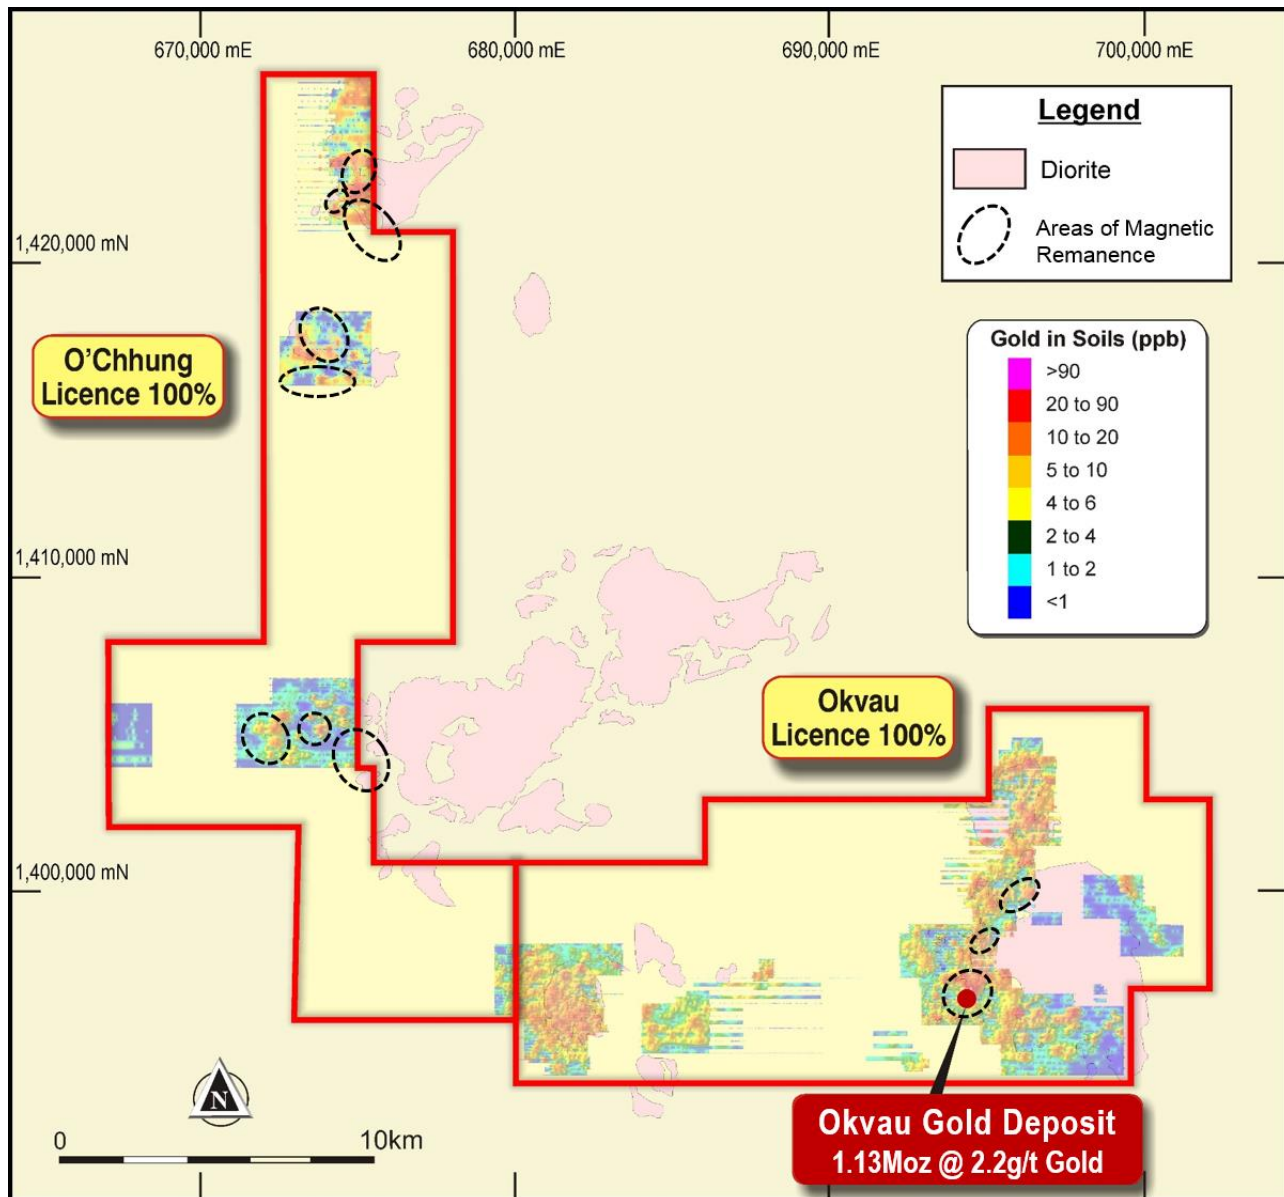 670,000 mE
680,000 mE
690,000 mE
700,000 mE
Legend
Diorite
Areas of Magnetic
Remanence
1,420,000 mN
Gold in Soils (ppb)
>90
20 to 90
10 to 20
5 to 10
4 to 6
2 to 4
1 to 2
<1
O'Chhung
Licence 100%
1,410,000 mN
Okvau
Licence 100%
1,400,000 mN
N
0
10km
Okvau Gold Deposit
1.13Moz @ 2.2g/t Gold